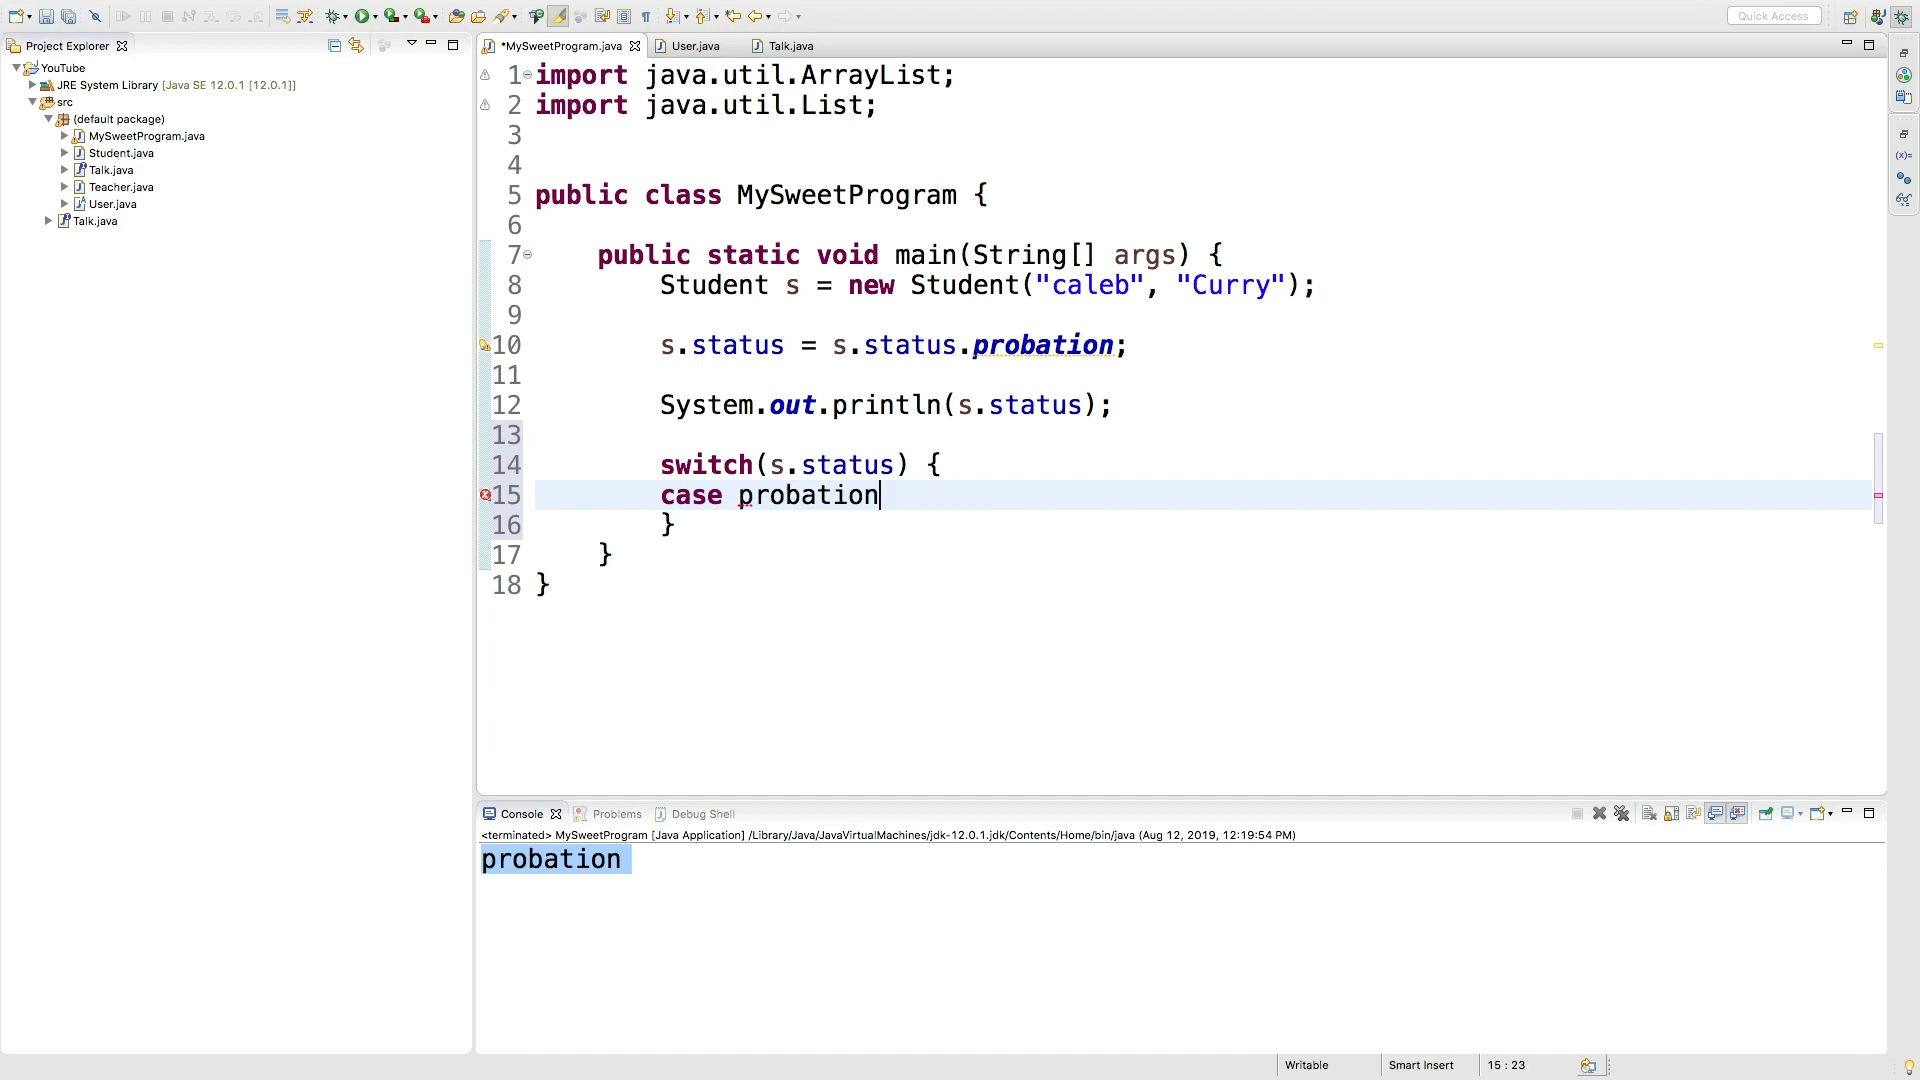 Quick Access
Project Explorer
YouTube
JRE System Library [Java SE 12.0.1 [12.0.1]]
src
(default package)
MySweetProgram.java
Student.java
Talk.java
Teacher.java
User.java
Talk.java
*MySweetProgram.java User.java Talk.java
1 import java.util.ArrayList;
2 import java.util.List;
3
4
5 public class MySweetProgram {
6
7 public static void main(String[] args) {
8 Student s = new Student("caleb", "Curry");
9
10 s.status = s.status.probation;
11
12 System.out.println(s.status);
13
14 switch(s.status) {
15 case probation
16 }
17 }
18 }
Console Problems Debug Shell
<terminated> MySweetProgram [Java Application] /Library/Java/JavaVirtualMachines/jdk-12.0.1.jdk/Contents/Home/bin/java (Aug 12, 2019, 12:19:54 PM)
probation
Writable Smart Insert 15 : 23